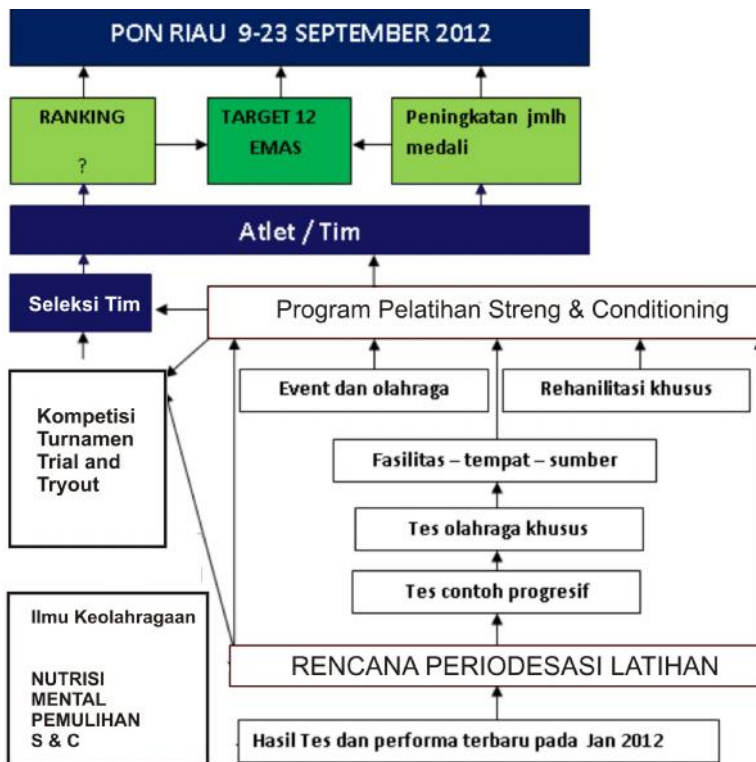 PON RIAU 9-23 SEPTEMBER 2012
RANKING
?
TARGET 12
EMAS
Peningkatan jmlh
medali
Atlet / Tim
Seleksi Tim
Program Pelatihan Streng & Conditioning
Kompetisi
Turnamen
Trial and
Tryout
Event dan olahraga
Rehanilitasi khusus
Fasilitas – tempat – sumber
Tes olahraga khusus
Tes contoh progresif
Ilmu Keolahragaan
NUTRISI
MENTAL
PEMULIHAN
S & C
RENCANA PERIODESASI LATIHAN
Hasil Tes dan performa terbaru pada Jan 2012